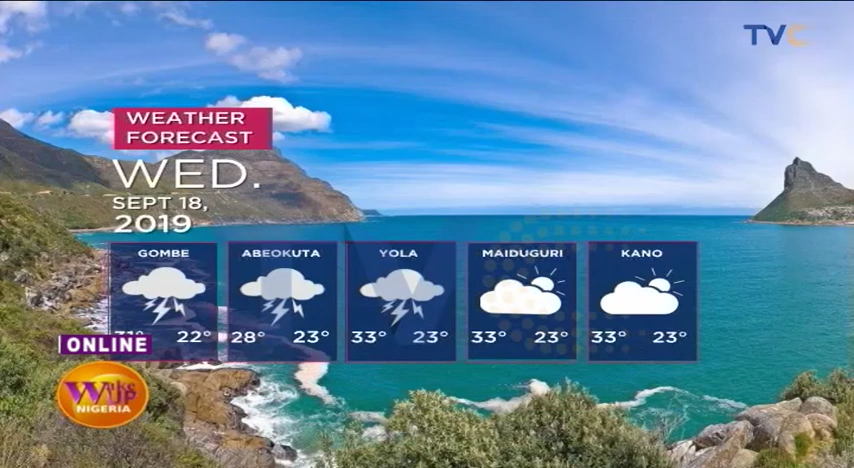 TVC
WEATHER
FORECAST
WED.
SEPT 18,
2019
GOMBE
31° 22°
ABEOKUTA
28° 23°
YOLA
33° 23°
MAIDUGURI
33° 23°
KANO
33° 23°
ONLINE
Wake
UP
NIGERIA